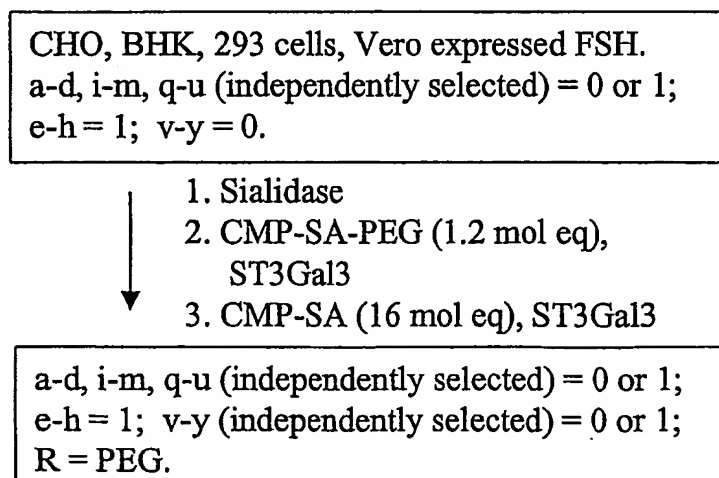 CHO, BHK, 293 cells, Vero expressed FSH.
a-d, i-m, q-u (independently selected) = 0 or 1;
e-h = 1; v-y = 0.
1. Sialidase
2. CMP-SA-PEG (1.2 mol eq),
ST3Gal3
3. CMP-SA (16 mol eq), ST3Gal3
a-d, i-m, q-u (independently selected) = 0 or 1;
e-h = 1; v-y (independently selected) = 0 or 1;
R = PEG.